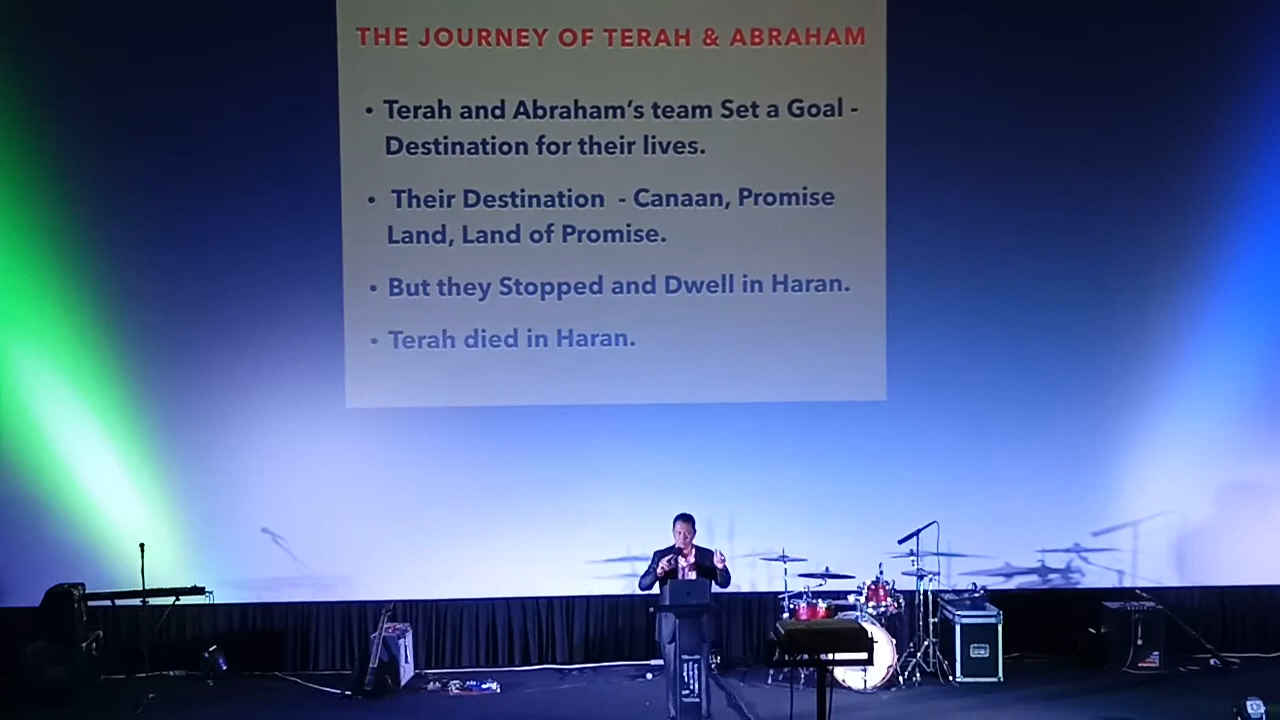 THE JOURNEY OF TERAH & ABRAHAM
• Terah and Abraham's team Set a Goal -
Destination for their lives.
• Their Destination - Canaan, Promise
Land, Land of Promise.
• But they Stopped and Dwell in Haran.
• Terah died in Haran.